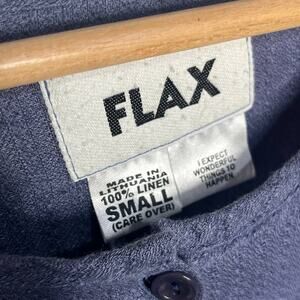 FLAX
MADE IN
LITHUANIA
100% LINEN
SMALL
(CARE OVER)
I EXPECT
WONDERFUL
THINGS TO
HAPPEN.